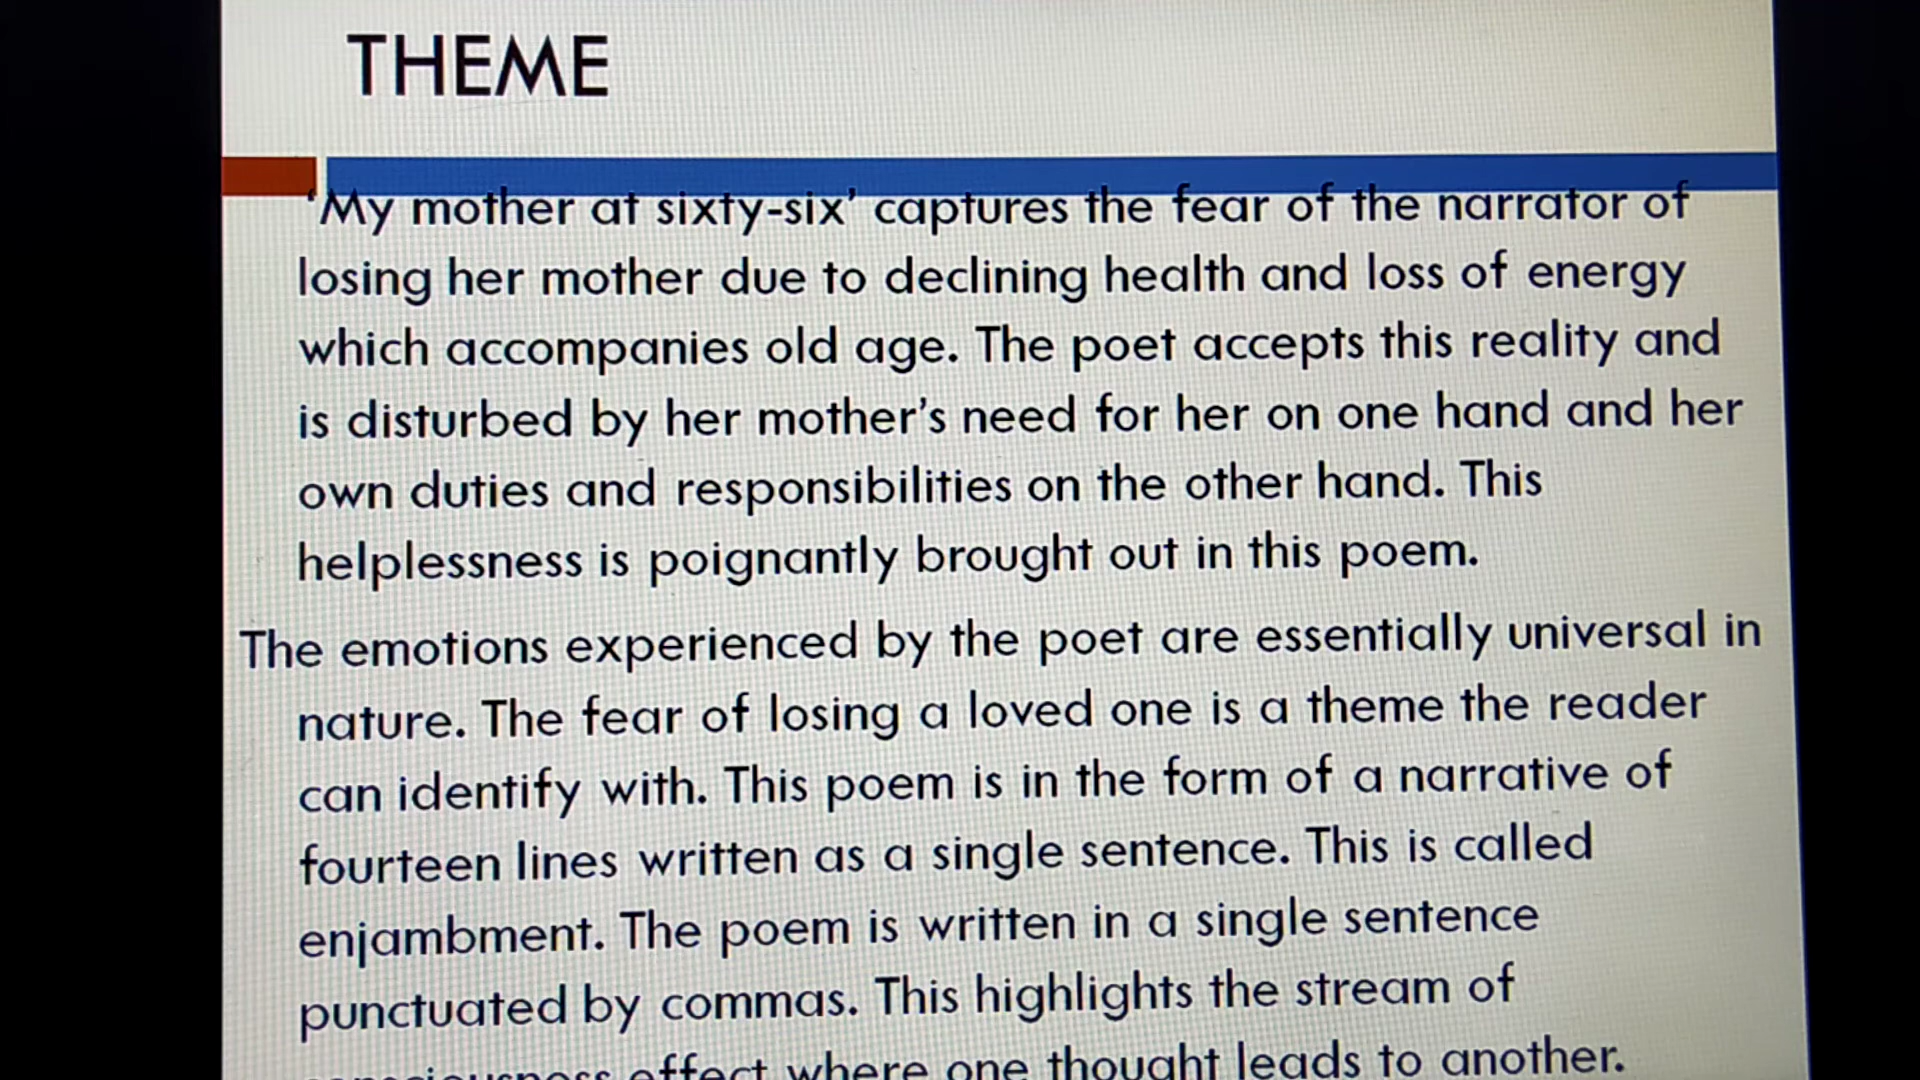 THEME
‘My mother at sixty-six’ captures the fear of the narrator of
losing her mother due to declining health and loss of energy
which accompanies old age. The poet accepts this reality and
is disturbed by her mother’s need for her on one hand and her
own duties and responsibilities on the other hand. This
helplessness is poignantly brought out in this poem.
The emotions experienced by the poet are essentially universal in
nature. The fear of losing a loved one is a theme the reader
can identify with. This poem is in the form of a narrative of
fourteen lines written as a single sentence. This is called
enjambment. The poem is written in a single sentence
punctuated by commas. This highlights the stream of
consciousness effect where one thought leads to another.